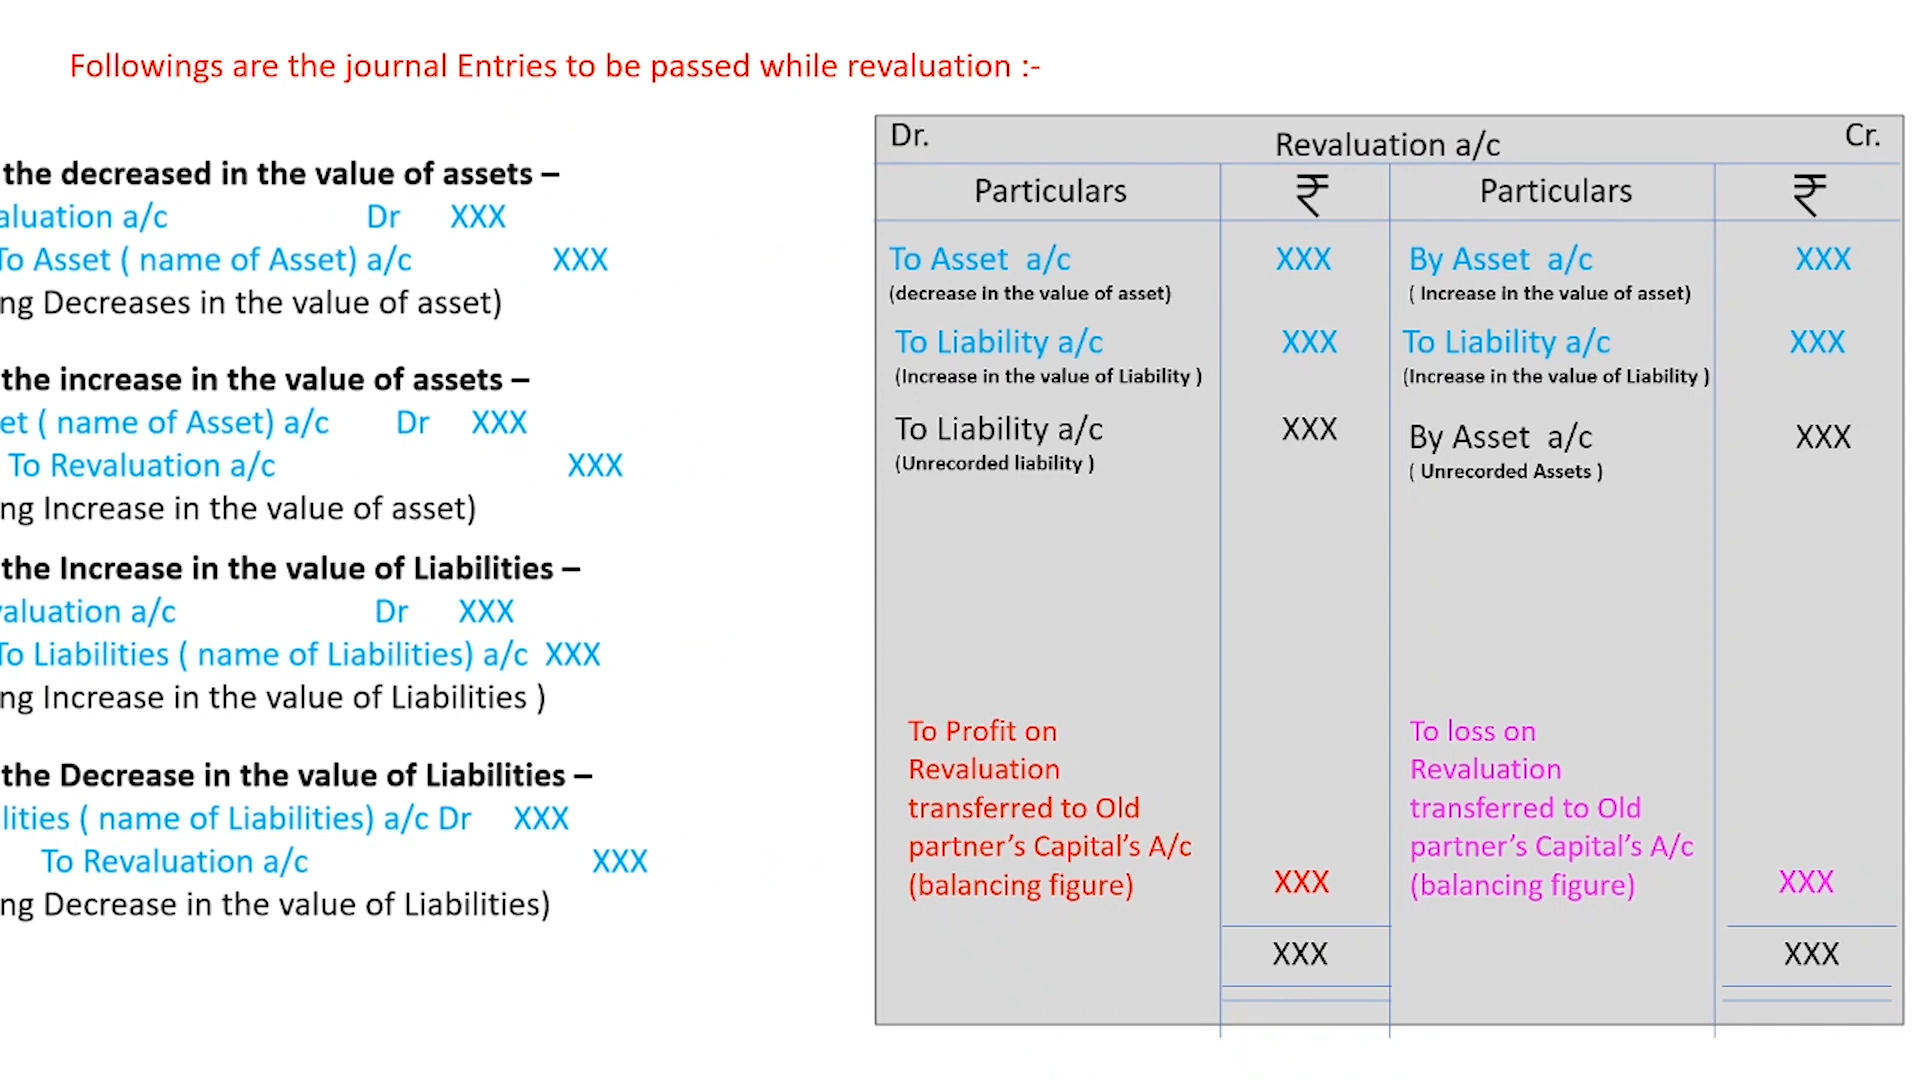 Followings are the journal Entries to be passed while revaluation :-
the decreased in the value of assets –
aluation a/c Dr XXX
To Asset ( name of Asset) a/c XXX
ng Decreases in the value of asset)
the increase in the value of assets –
et ( name of Asset) a/c Dr XXX
To Revaluation a/c XXX
ng Increase in the value of asset)
the Increase in the value of Liabilities –
valuation a/c Dr XXX
To Liabilities ( name of Liabilities) a/c XXX
ng Increase in the value of Liabilities )
the Decrease in the value of Liabilities –
lities ( name of Liabilities) a/c Dr XXX
To Revaluation a/c XXX
ng Decrease in the value of Liabilities)
Dr. Revaluation a/c Cr.
Particulars ₹ Particulars ₹
To Asset a/c XXX By Asset a/c XXX
(decrease in the value of asset) ( Increase in the value of asset)
To Liability a/c XXX To Liability a/c XXX
(Increase in the value of Liability ) (Increase in the value of Liability )
To Liability a/c XXX By Asset a/c XXX
(Unrecorded liability ) ( Unrecorded Assets )
To Profit on To loss on
Revaluation Revaluation
transferred to Old transferred to Old
partner’s Capital’s A/c partner’s Capital’s A/c
(balancing figure) XXX (balancing figure) XXX
XXX XXX